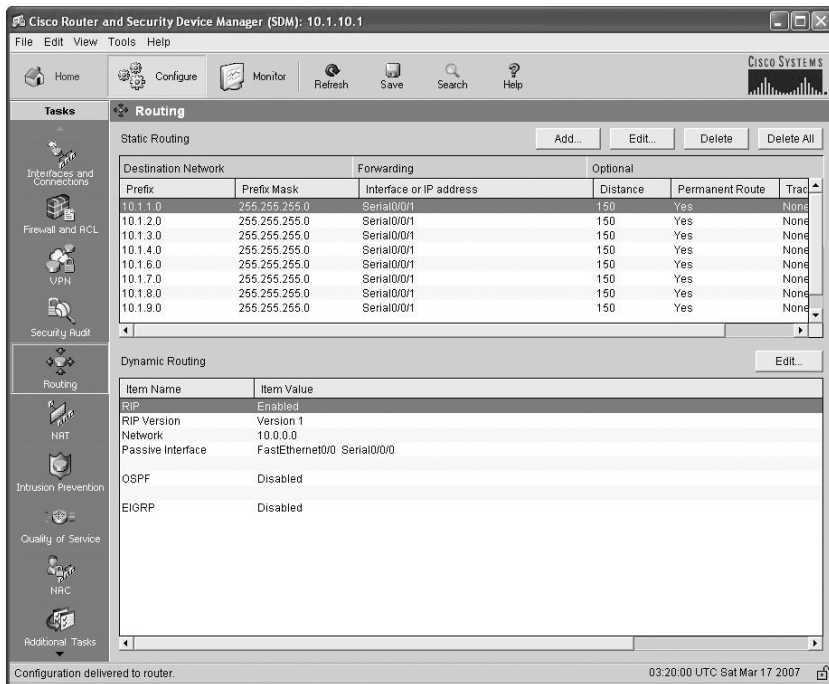 Cisco Router and Security Device Manager (SDM): 10.1.10.1
File Edit View Tools Help
Home
Configure
Monitor
Refresh
Save
Search
Help
CISCO SYSTEMS
Tasks
Interfaces and Connections
Firewall and ACL
VPN
Security Audit
Routing
NAT
Intrusion Prevention
Quality of Service
NAC
Additional Tasks
Routing
Static Routing
Add... Edit... Delete Delete All
Destination Network Forwarding Optional
Prefix Prefix Mask Interface or IP address Distance Permanent Route Trac
10.1.1.0 255.255.255.0 Serial0/0/1 150 Yes None
10.1.2.0 255.255.255.0 Serial0/0/1 150 Yes None
10.1.3.0 255.255.255.0 Serial0/0/1 150 Yes None
10.1.4.0 255.255.255.0 Serial0/0/1 150 Yes None
10.1.6.0 255.255.255.0 Serial0/0/1 150 Yes None
10.1.7.0 255.255.255.0 Serial0/0/1 150 Yes None
10.1.8.0 255.255.255.0 Serial0/0/1 150 Yes None
10.1.9.0 255.255.255.0 Serial0/0/1 150 Yes None
Dynamic Routing
Edit...
Item Name Item Value
RIP Enabled
RIP Version Version 1
Network 10.0.0.0
Passive Interface FastEthernet0/0 Serial0/0/0
OSPF Disabled
EIGRP Disabled
Configuration delivered to router.
03:20:00 UTC Sat Mar 17 2007